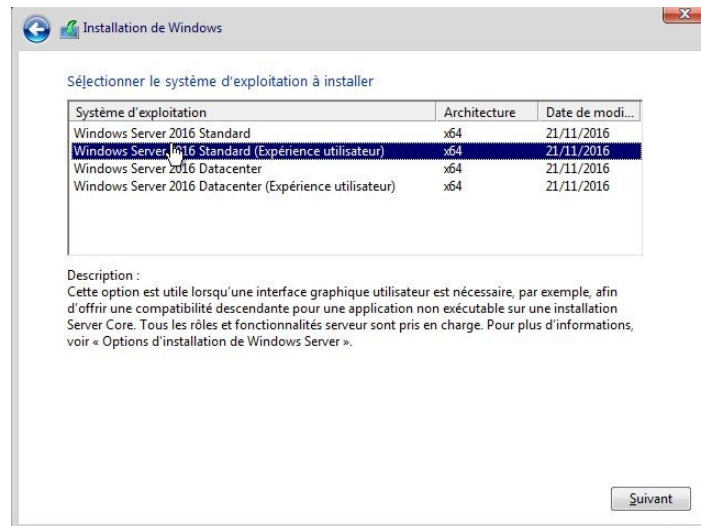 Installation de Windows
Sélectionner le système d'exploitation à installer
Système d'exploitation Architecture Date de modi...
Windows Server 2016 Standard x64 21/11/2016
Windows Server 2016 Standard (Expérience utilisateur) x64 21/11/2016
Windows Server 2016 Datacenter x64 21/11/2016
Windows Server 2016 Datacenter (Expérience utilisateur) x64 21/11/2016
Description :
Cette option est utile lorsqu'une interface graphique utilisateur est nécessaire, par exemple, afin
d'offrir une compatibilité descendante pour une application non exécutable sur une installation
Server Core. Tous les rôles et fonctionnalités serveur sont pris en charge. Pour plus d'informations,
voir « Options d'installation de Windows Server ».
Suivant